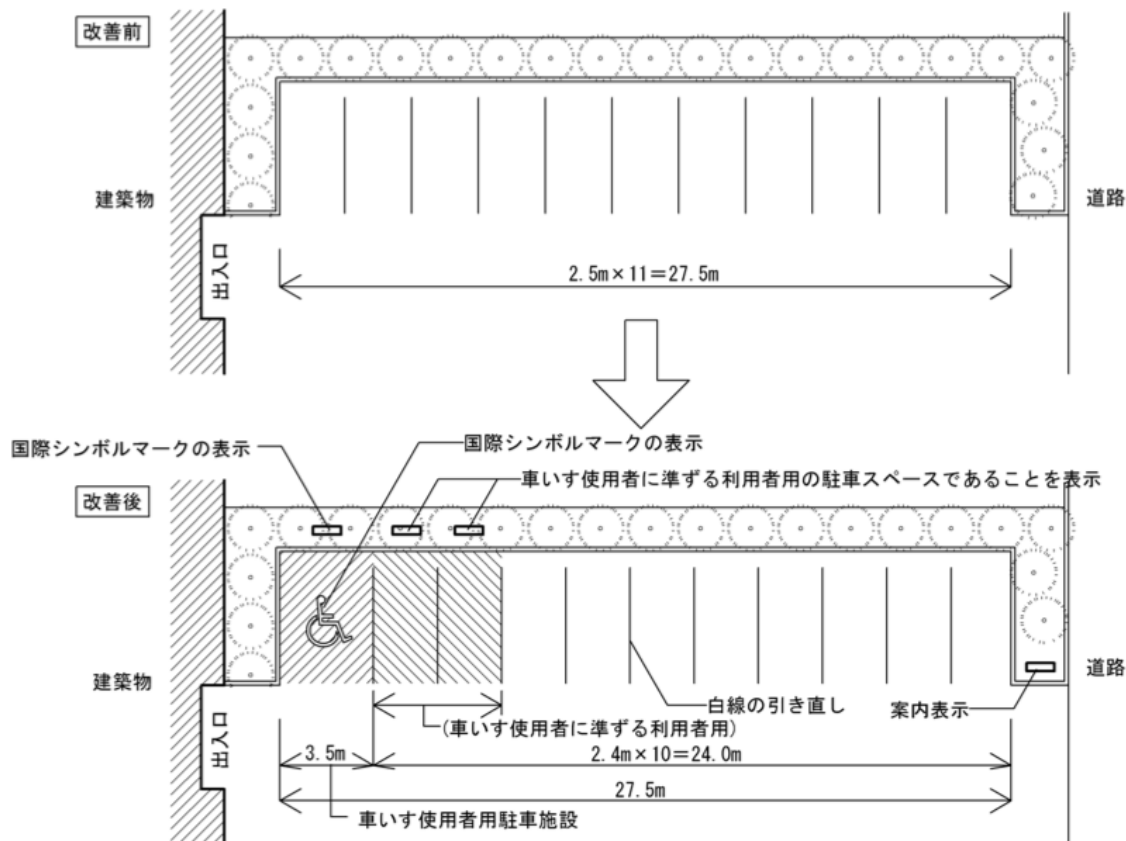 改善前
建築物
道路
出入口
2.5m×11＝27.5m
国際シンボルマークの表示
国際シンボルマークの表示
車いす使用者に準ずる利用者用の駐車スペースであることを表示
改善後
建築物
道路
白線の引き直し
案内表示
(車いす使用者に準ずる利用者用)
出入口
3.5m
2.4m×10＝24.0m
27.5m
車いす使用者用駐車施設